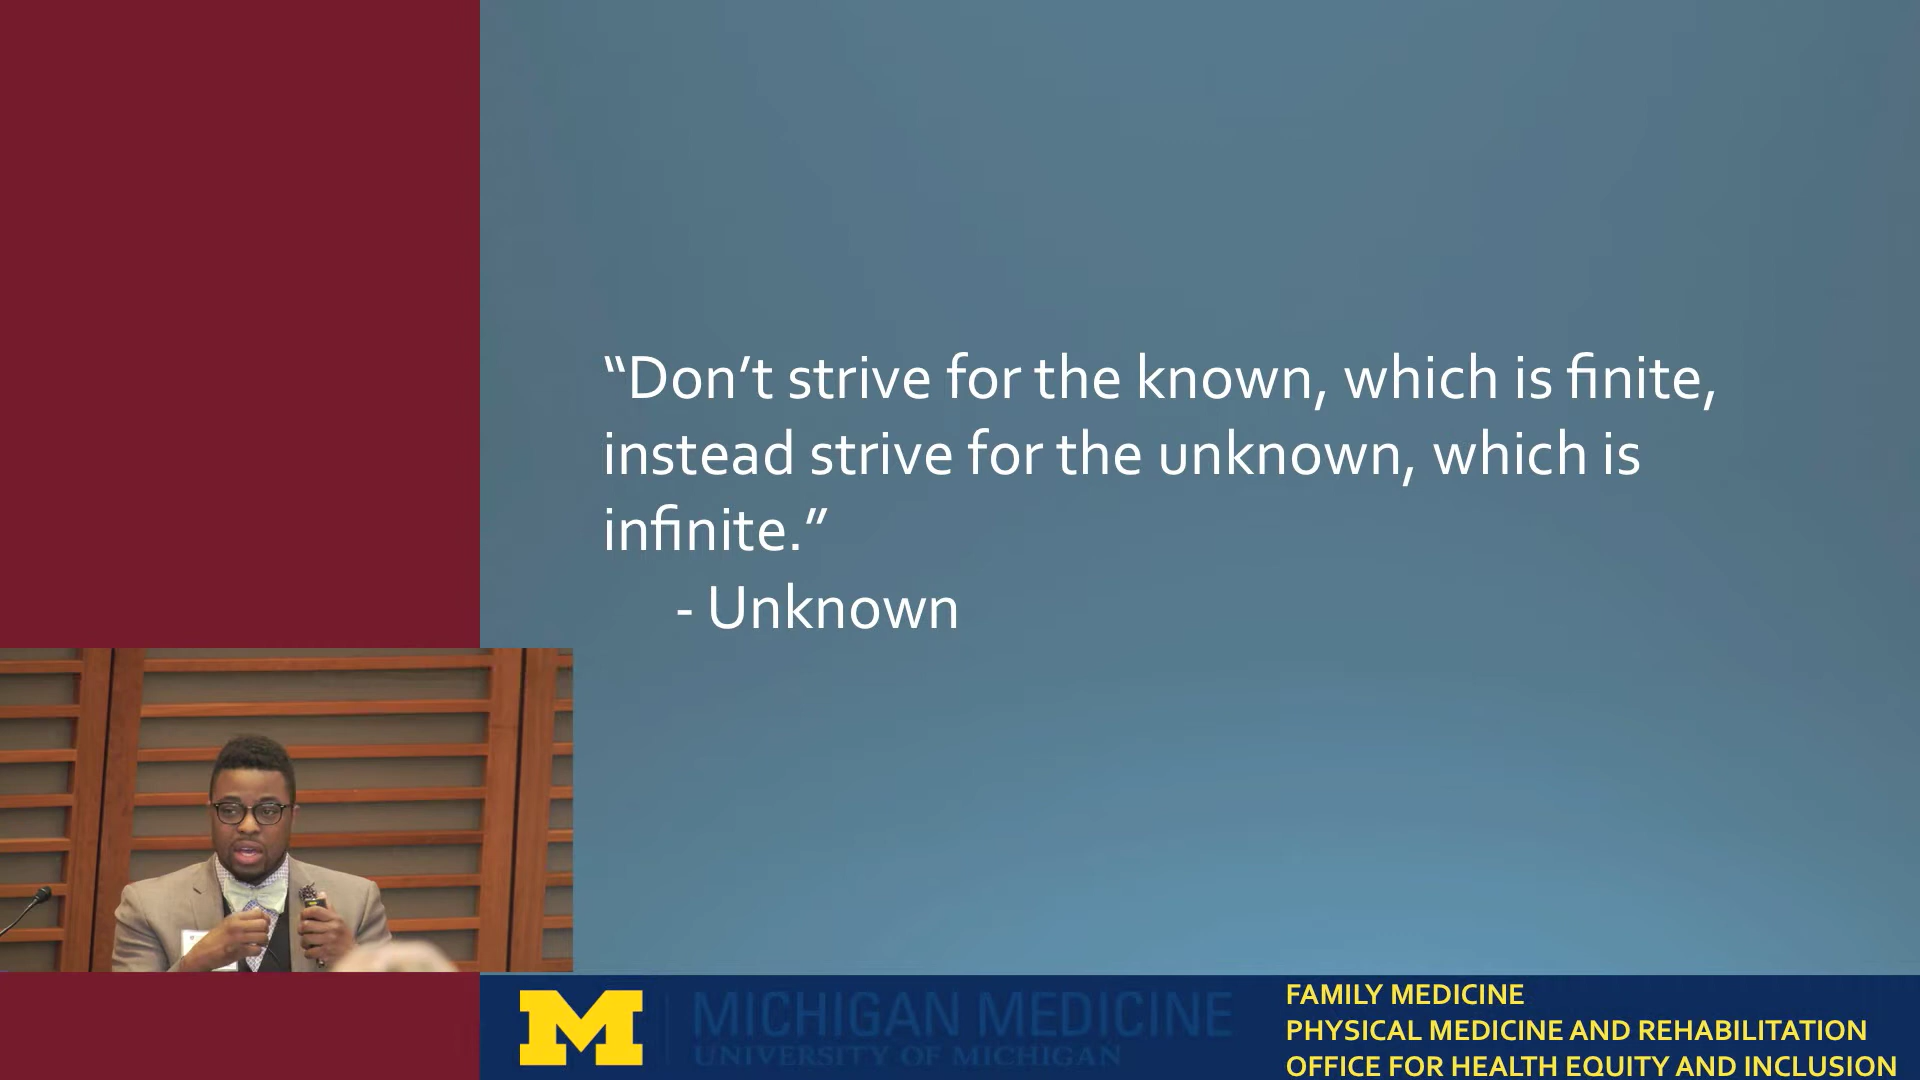 “Don’t strive for the known, which is finite,
instead strive for the unknown, which is
infinite.”
- Unknown
M
MICHIGAN MEDICINE
UNIVERSITY OF MICHIGAN
FAMILY MEDICINE
PHYSICAL MEDICINE AND REHABILITATION
OFFICE FOR HEALTH EQUITY AND INCLUSION